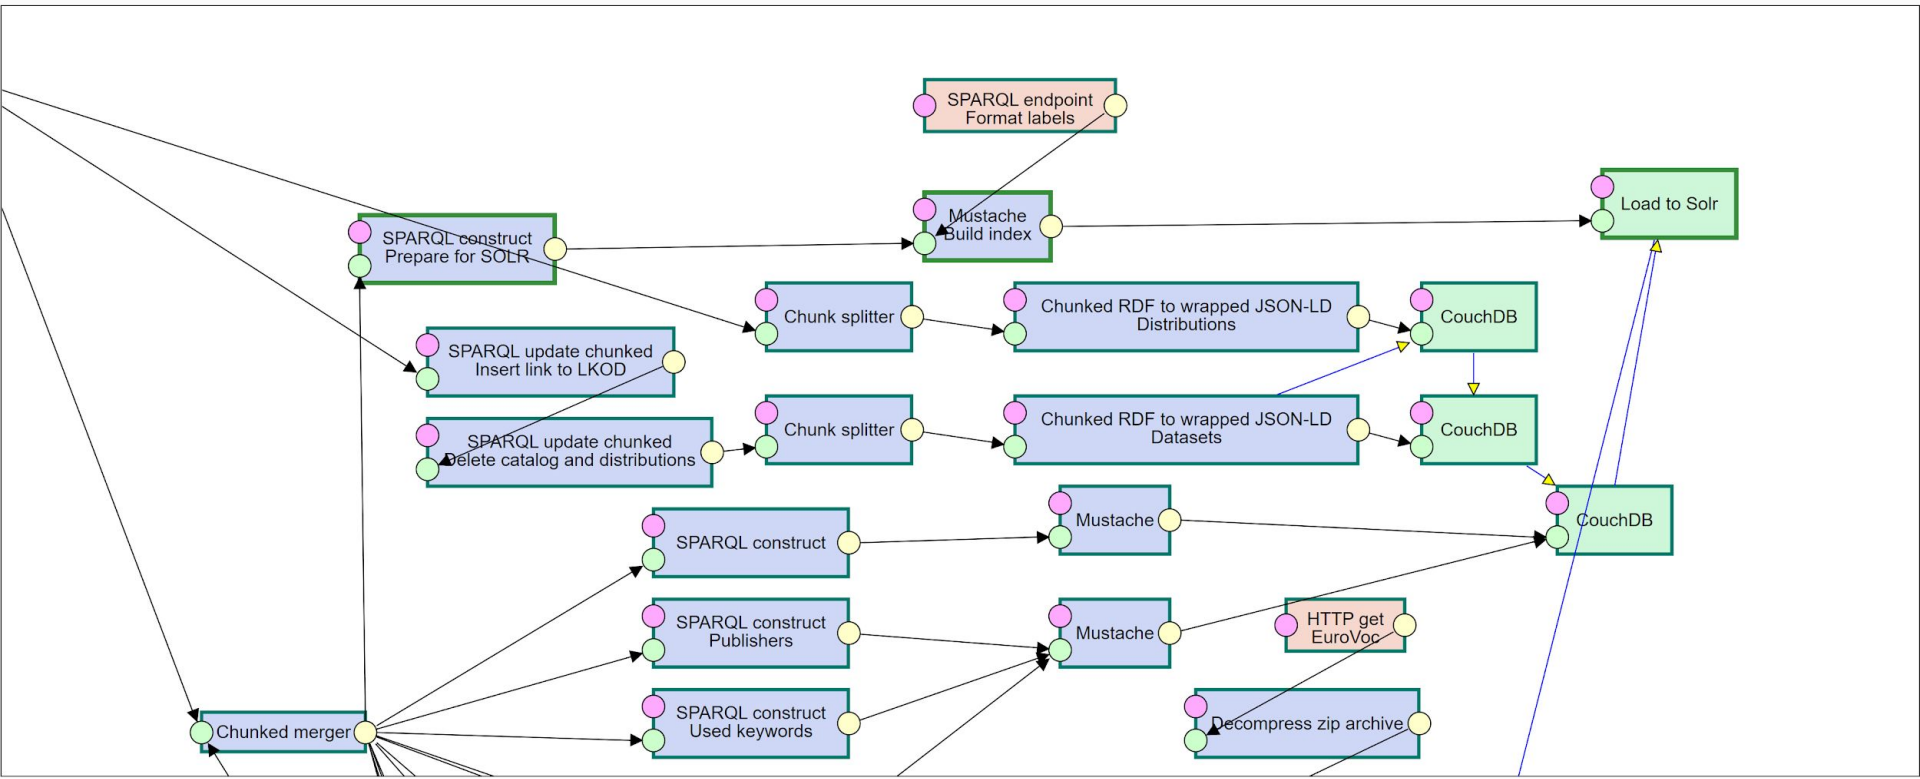 SPARQL endpoint
Format labels
Load to Solr
Mustache
Build index
SPARQL construct
Prepare for SOLR
Chunk splitter
Chunked RDF to wrapped JSON-LD
Distributions
CouchDB
SPARQL update chunked
Insert link to LKOD
SPARQL update chunked
Delete catalog and distributions
Chunk splitter
Chunked RDF to wrapped JSON-LD
Datasets
CouchDB
SPARQL construct
Mustache
CouchDB
SPARQL construct
Publishers
Mustache
HTTP get
EuroVoc
Chunked merger
SPARQL construct
Used keywords
Decompress zip archive